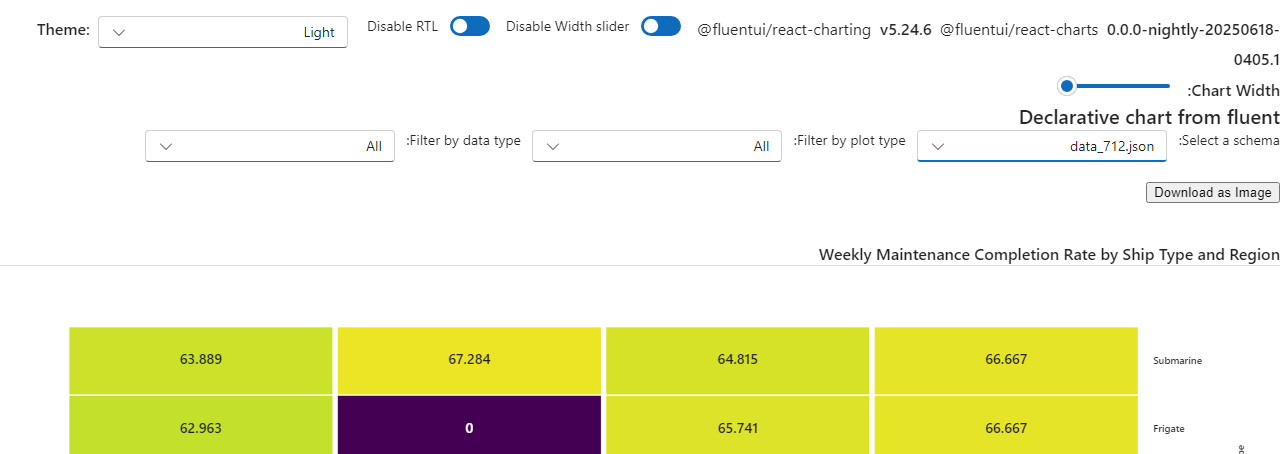 Theme: Light Disable RTL Disable Width slider @fluentui/react-charting v5.24.6 @fluentui/react-charts 0.0.0-nightly-20250618-
0405.1
:Chart Width
Declarative chart from fluent
All :Filter by data type All :Filter by plot type data_712.json :Select a schema
Download as Image
Weekly Maintenance Completion Rate by Ship Type and Region
63.889 67.284 64.815 66.667 Submarine
62.963 0 65.741 66.667 Frigate